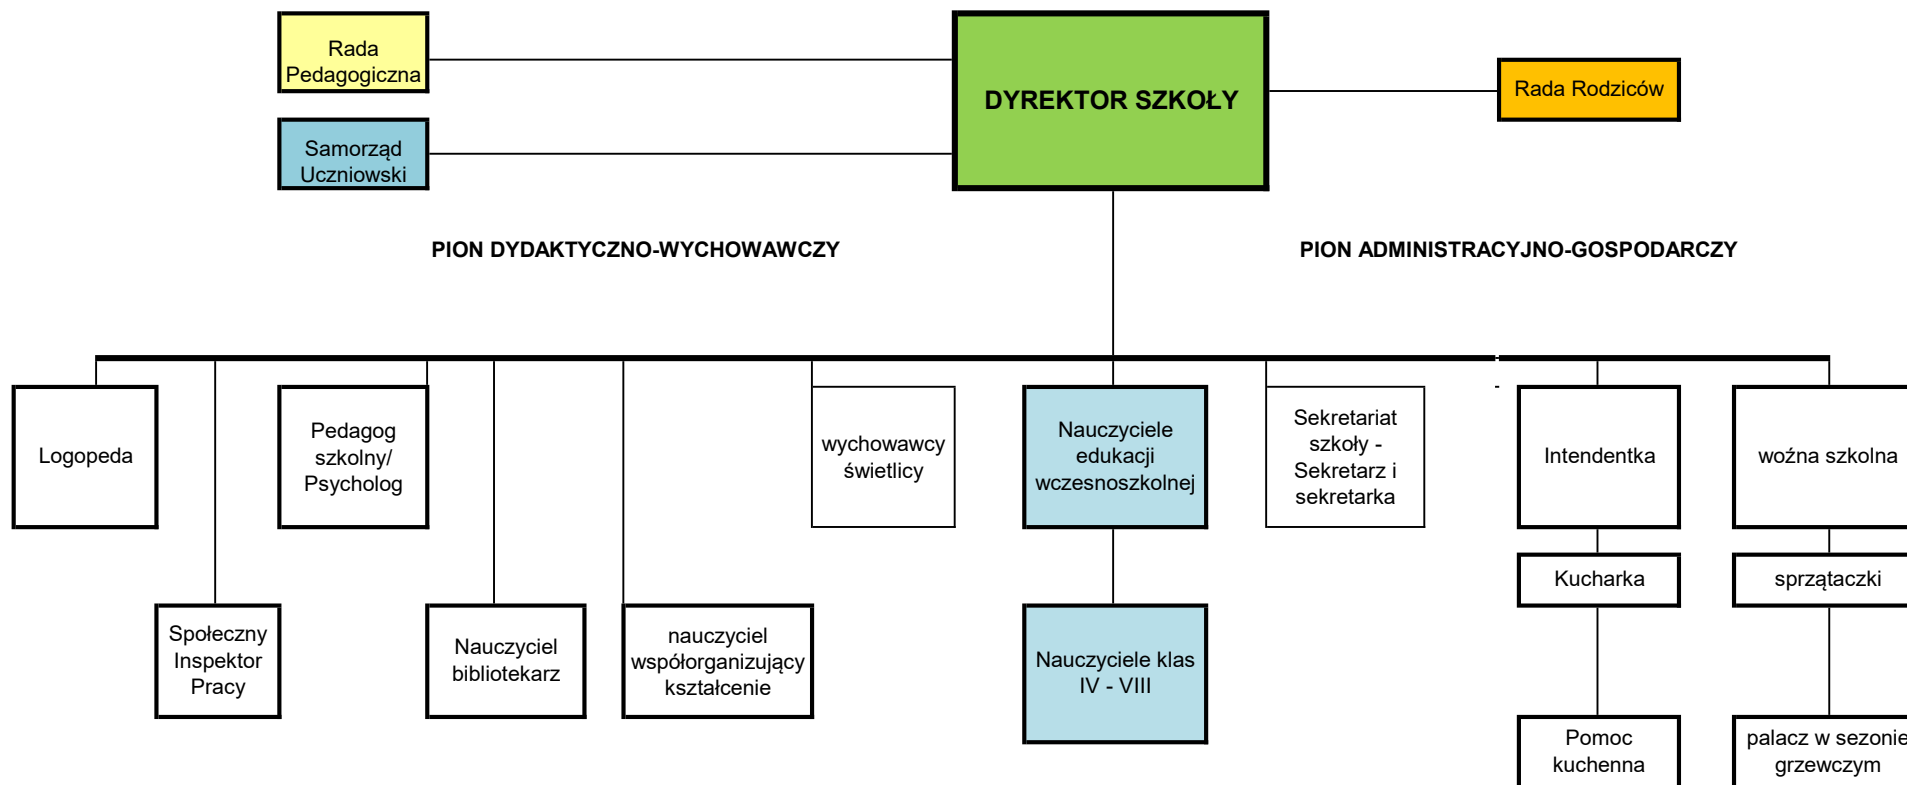 Rada
Pedagogiczna
DYREKTOR SZKOŁY
Rada Rodziców
Samorząd
Uczniowski
PION DYDAKTYCZNO-WYCHOWAWCZY
PION ADMINISTRACYJNO-GOSPODARCZY
Logopeda
Pedagog
szkolny/
Psycholog
wychowawcy
świetlicy
Nauczyciele
edukacji
wczesnoszkolnej
Sekretariat
szkoły -
Sekretarz i
sekretarka
Intendentka
woźna szkolna
Kucharka
sprzątaczki
Społeczny
Inspektor
Pracy
Nauczyciel
bibliotekarz
nauczyciel
współorganizujący
kształcenie
Nauczyciele klas
IV - VIII
Pomoc
kuchenna
palacz w sezonie
grzewczym